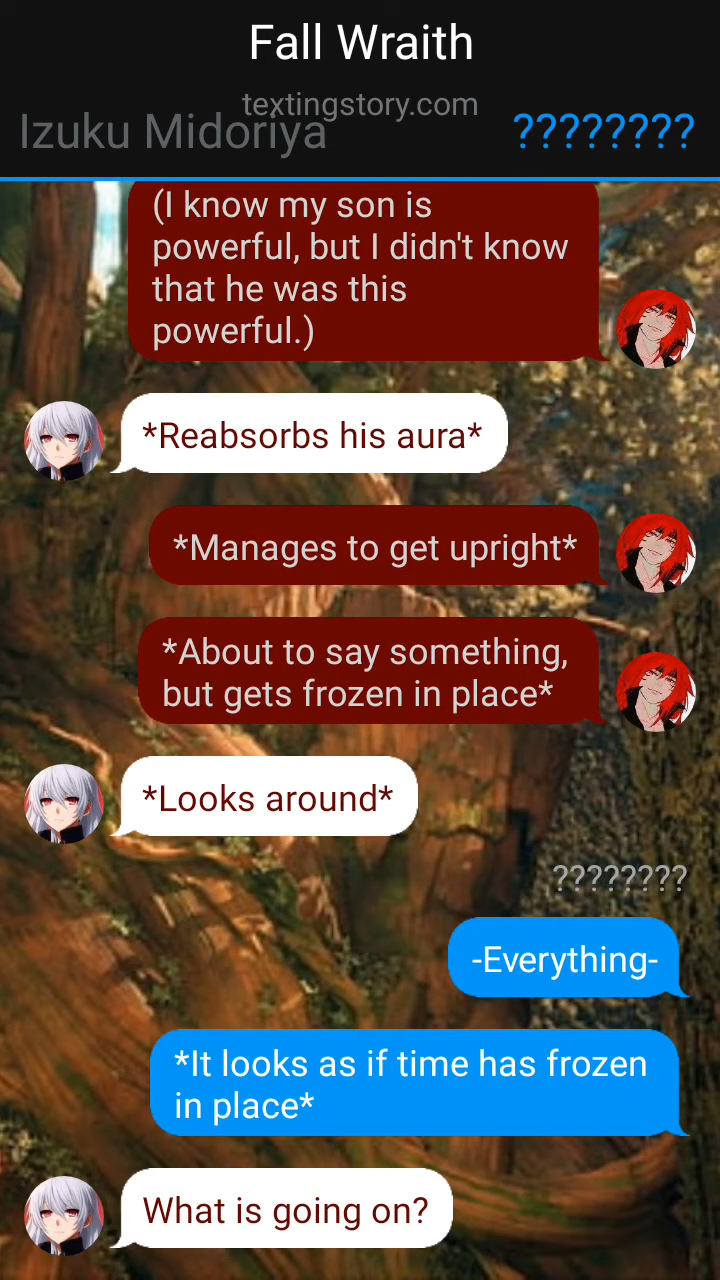 Fall Wraith
textingstory.com
Izuku Midoriya
????????
(I know my son is
powerful, but I didn't know
that he was this
powerful.)
*Reabsorbs his aura*
*Manages to get upright*
*About to say something,
but gets frozen in place*
*Looks around*
????????
-Everything-
*It looks as if time has frozen
in place*
What is going on?